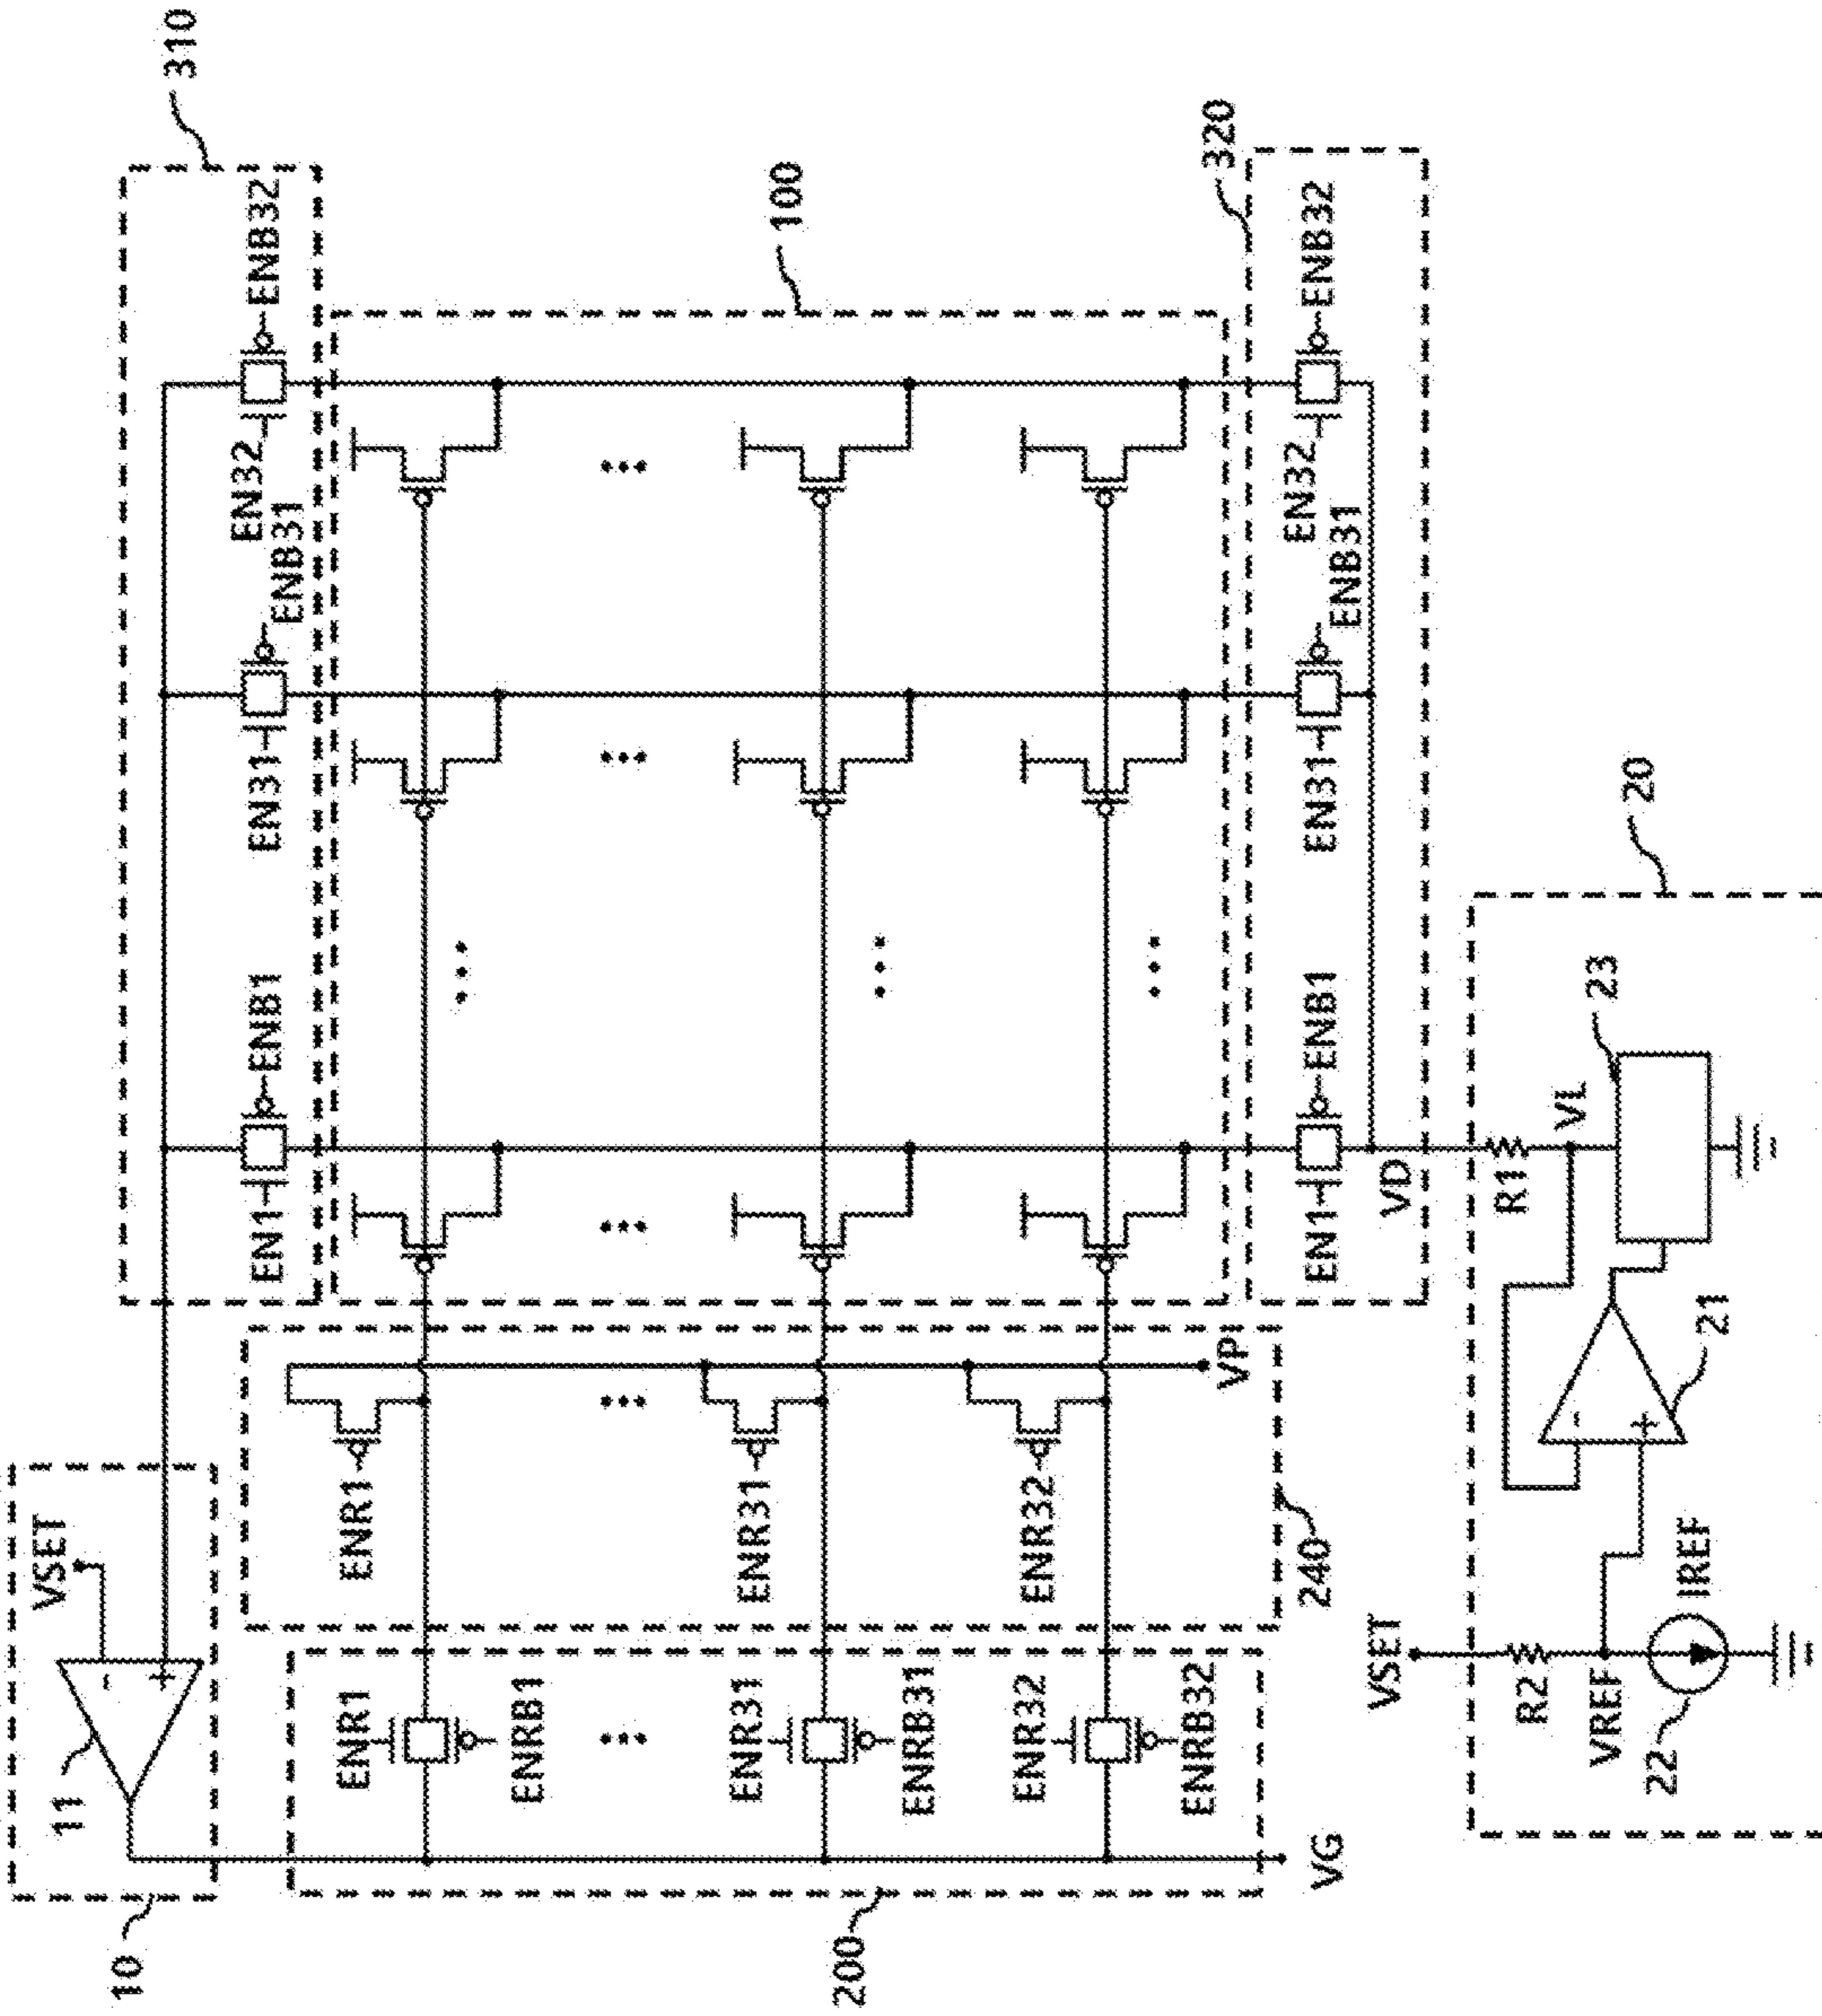 310
ENB32
EN32
ENB31
EN31
ENB1
EN1
100
320
ENB32
EN32
ENB31
EN31
ENB1
EN1
VD
VSET
-
+
11
10
ENR1
ENR31
ENR32
VP
240
ENR1
ENRB1
ENR31
ENRB31
ENR32
ENRB32
VG
200
20
23
VL
R1
-
+
21
VSET
R2
VREF
IREF
22